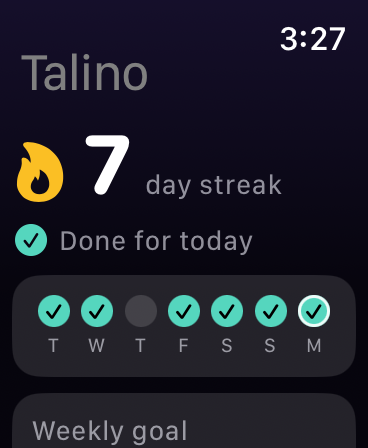 3:27
Talino
7 day streak
Done for today
T W T F S S M
Weekly goal